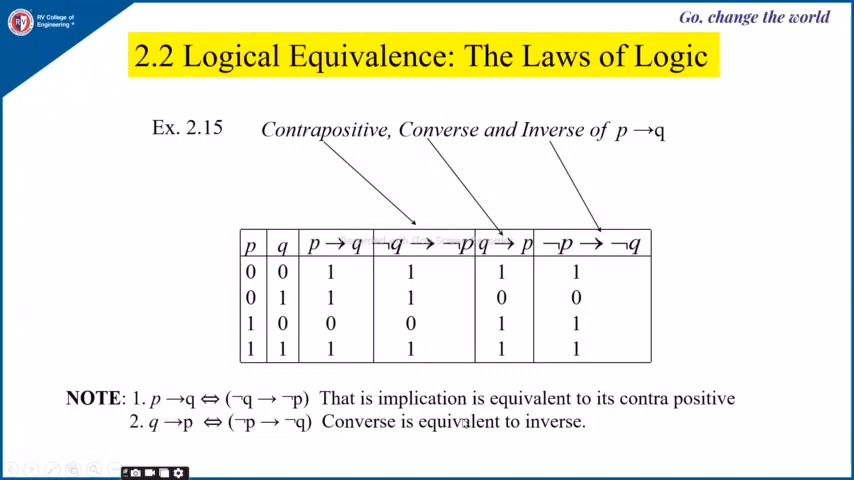 RV College of
Engineering
Go, change the world
2.2 Logical Equivalence: The Laws of Logic
Ex. 2.15 Contrapositive, Converse and Inverse of p →q
p q p → q ¬q → ¬p q → p ¬p → ¬q
0 0 1 1 1 1
0 1 1 1 0 0
1 0 0 0 1 1
1 1 1 1 1 1
NOTE: 1. p →q ⇔ (¬q → ¬p) That is implication is equivalent to its contra positive
2. q →p ⇔ (¬p → ¬q) Converse is equivalent to inverse.